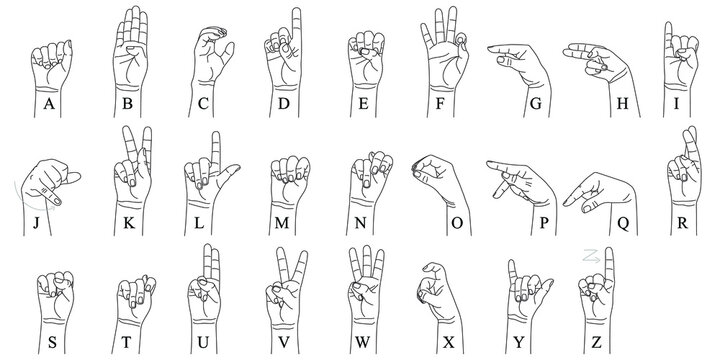 A B C D E F G H I
J K L M N O P Q R
S T U V W X Y Z